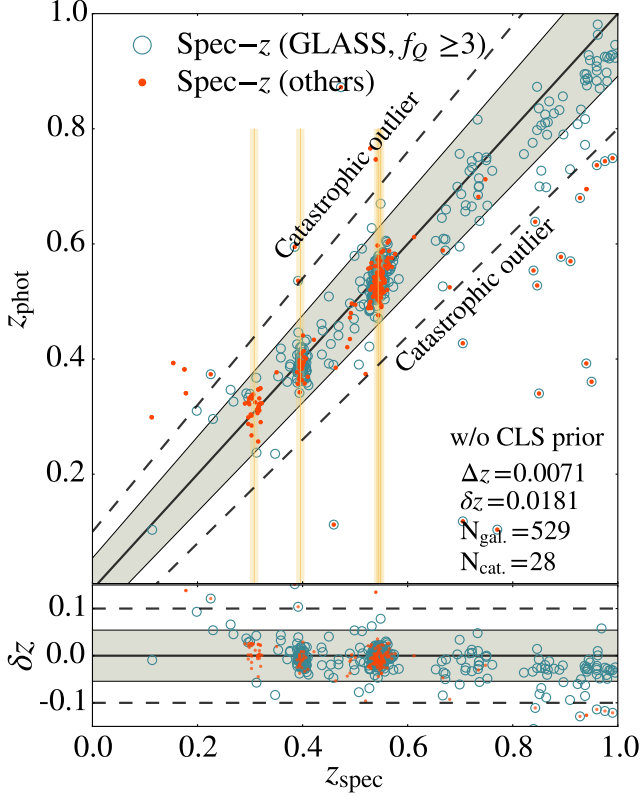 1.0
0.8
0.6
0.4
0.2
z_phot
Spec−z (GLASS, f_Q ≥3)
Spec−z (others)
Catastrophic outlier
Catastrophic outlier
w/o CLS prior
Δz=0.0071
δz=0.0181
N_gal.=529
N_cat.=28
0.1
0.0
-0.1
δz
0.0
0.2
0.4
0.6
0.8
1.0
z_spec